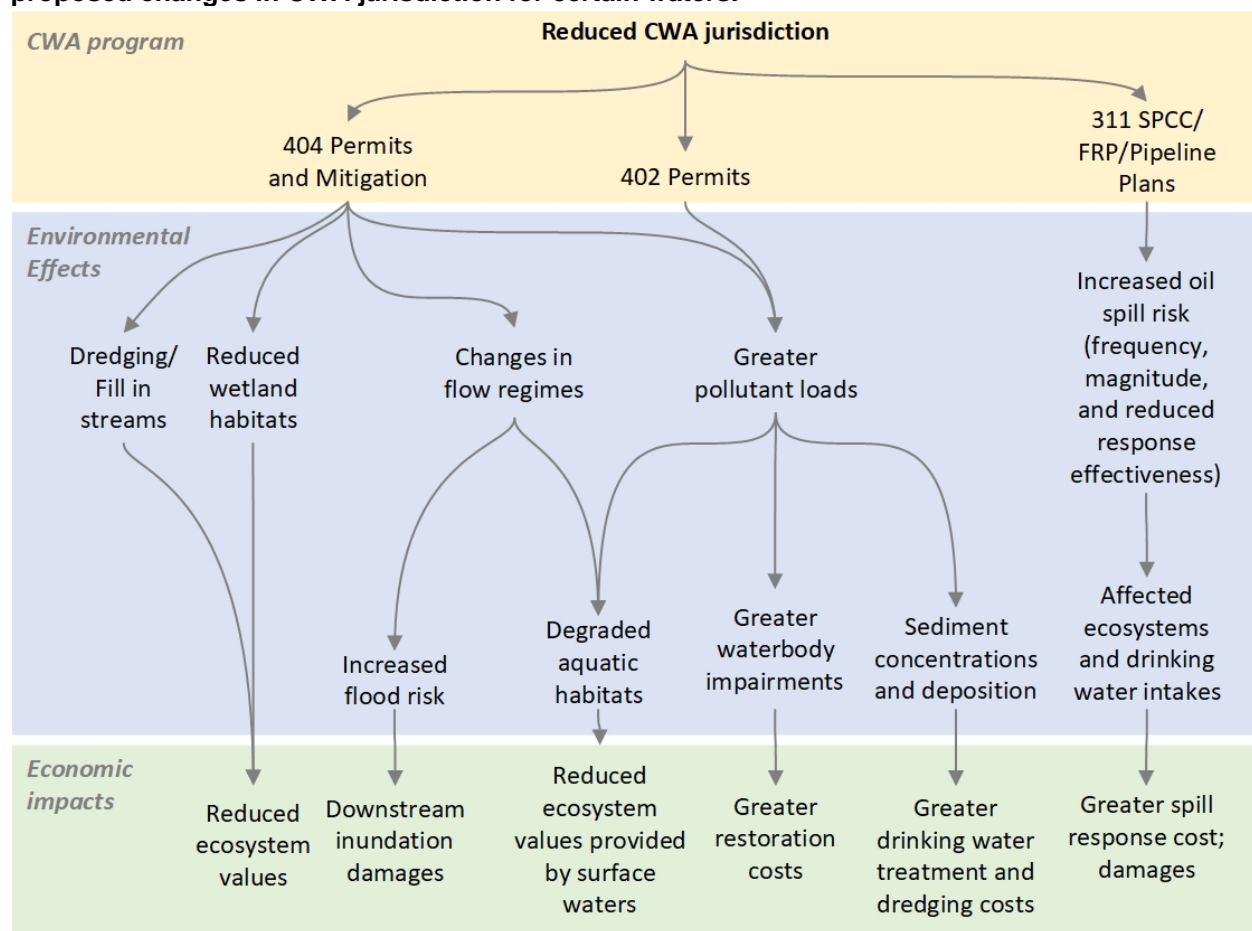 proposed changes in CWA jurisdiction for certain waters.
CWA program
Reduced CWA jurisdiction
404 Permits
and Mitigation
402 Permits
311 SPCC/
FRP/Pipeline
Plans
Environmental
Effects
Dredging/
Fill in
streams
Reduced
wetland
habitats
Changes in
flow regimes
Greater
pollutant loads
Increased oil
spill risk
(frequency,
magnitude,
and reduced
response
effectiveness)
Increased
flood risk
Degraded
aquatic
habitats
Greater
waterbody
impairments
Sediment
concentrations
and deposition
Affected
ecosystems
and drinking
water intakes
Economic
impacts
Reduced
ecosystem
values
Downstream
inundation
damages
Reduced
ecosystem
values provided
by surface
waters
Greater
restoration
costs
Greater
drinking water
treatment and
dredging costs
Greater spill
response cost;
damages